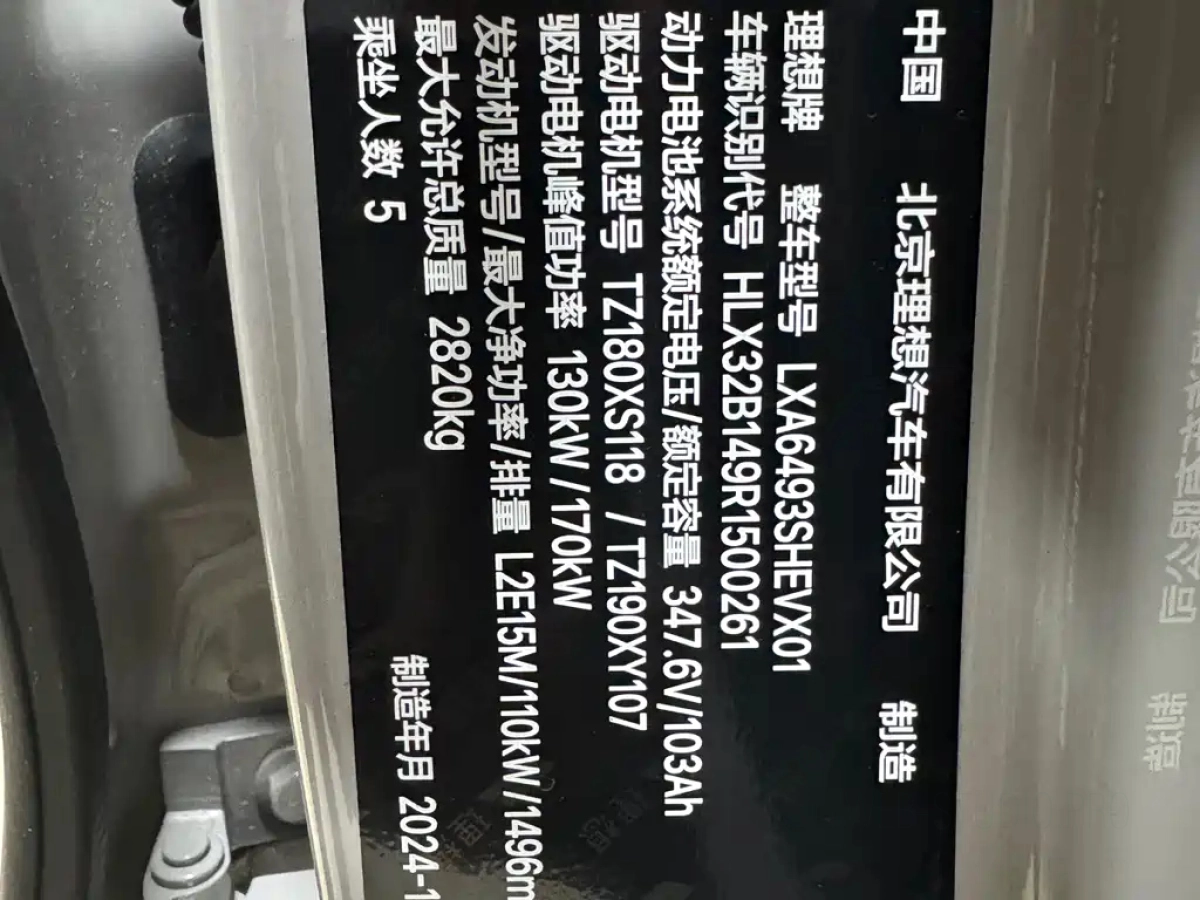 中国 北京理想汽车有限公司 制造
理想牌 整车型号 LXA6493SHEVX01
车辆识别代号 HLX32B149R1500261
动力电池系统额定电压/额定容量 347.6V/103Ah
驱动电机型号 TZ180XS118 / TZ190XY107
驱动电机峰值功率 130kW /170kW
发动机型号/最大净功率/排量 L2E15M/110kW/1496m
最大允许总质量 2820kg
乘坐人数 5 制造年月 2024-1